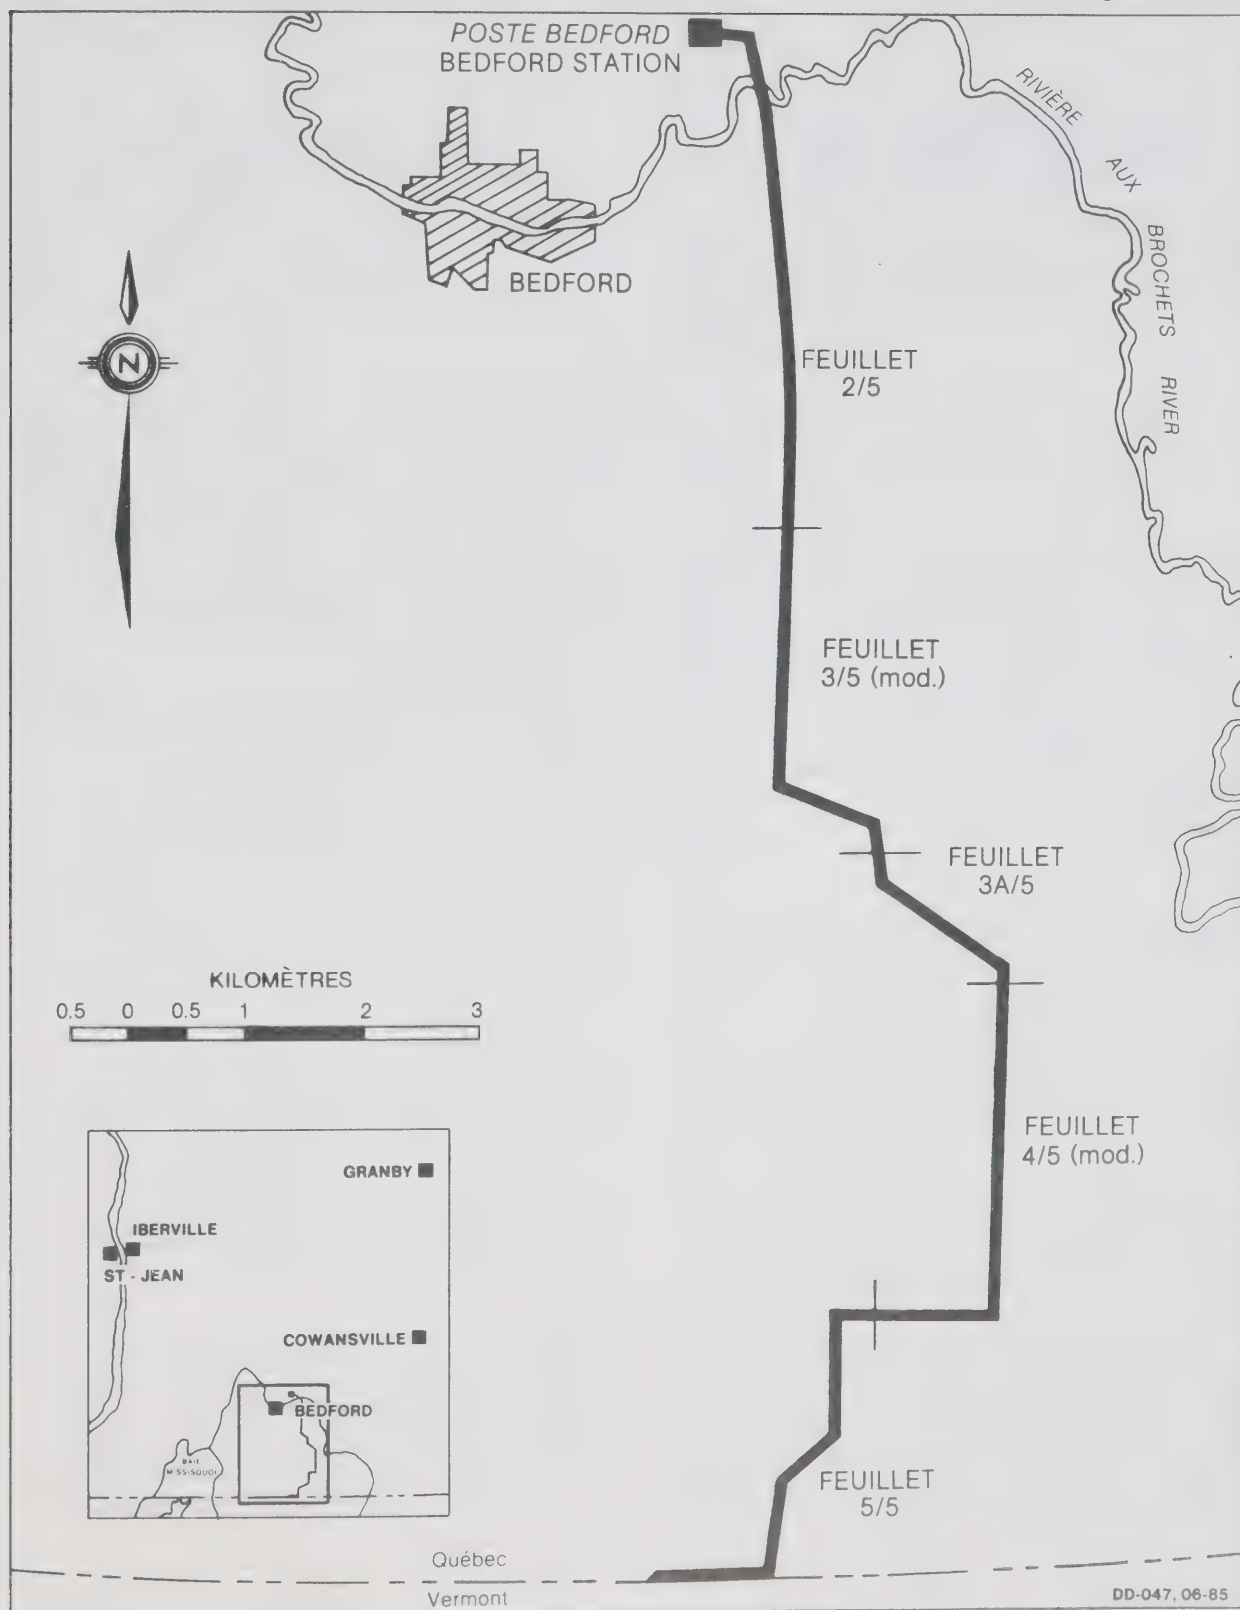 POSTE BEDFORD
BEDFORD STATION
RIVIÈRE
AUX
BROCHETS
RIVER
BEDFORD
N
FEUILLET
2/5
FEUILLET
3/5 (mod.)
FEUILLET
3A/5
KILOMÈTRES
0.5 0 0.5 1 2 3
FEUILLET
4/5 (mod.)
GRANBY
IBERVILLE
ST - JEAN
COWANSVILLE
BEDFORD
BAIE
MISSISQUOI
FEUILLET
5/5
Québec
Vermont
DD-047, 06-85